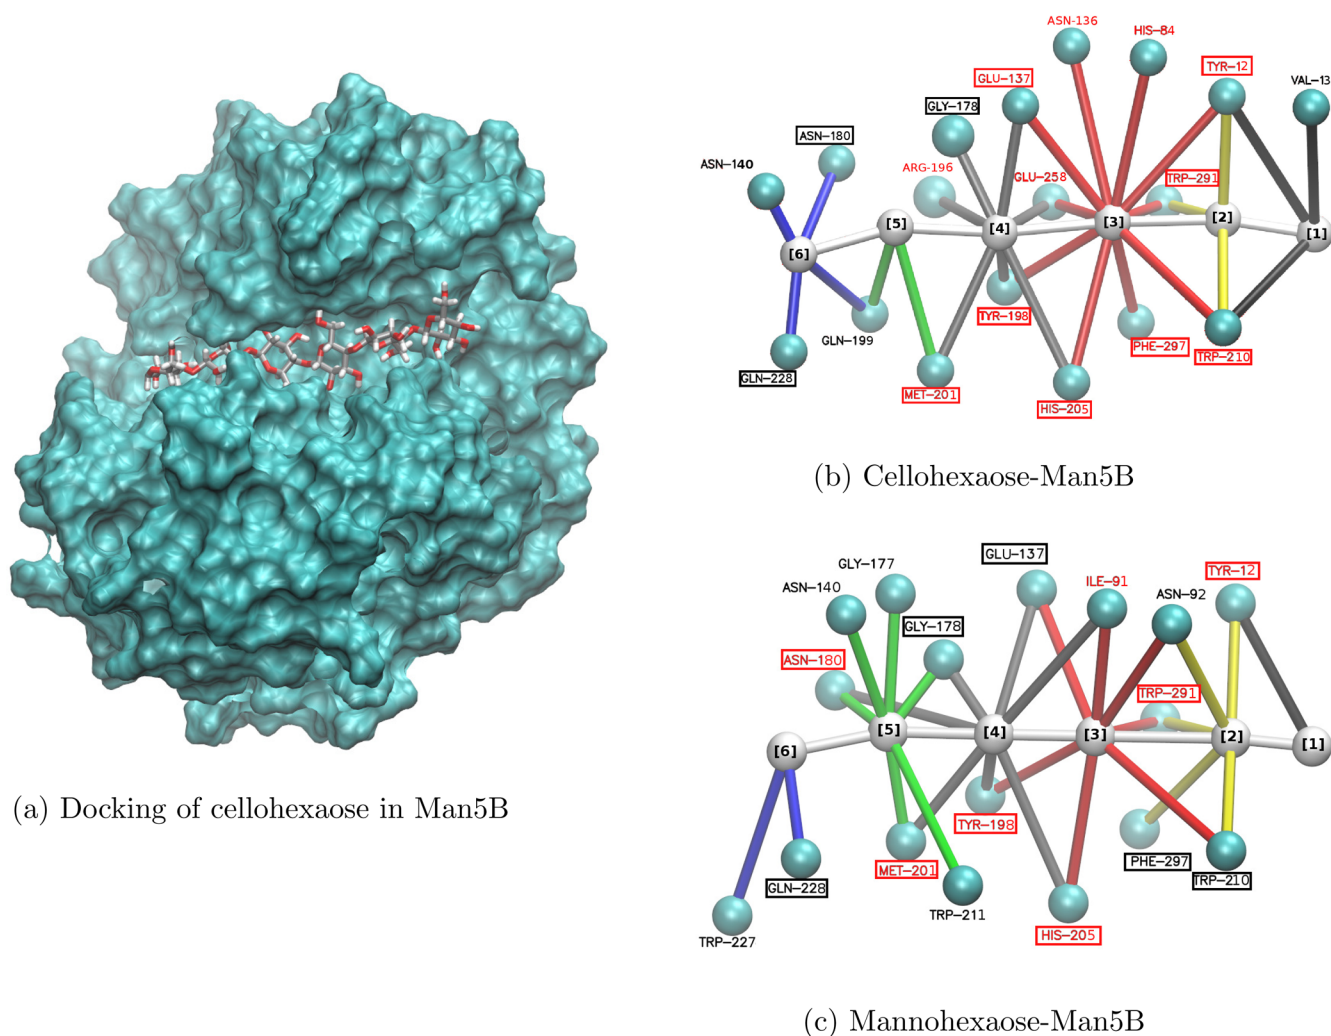 ASN-136
HIS-84
GLU-137
TYR-12
VAL-13
GLY-178
ASN-180
ASN-140
ARG-196
GLU-258
TRP-291
[6]
[5]
[4]
[3]
[2]
[1]
TYR-198
GLN-199
PHE-297
TRP-210
GLN-228
MET-201
HIS-205
(b) Cellohexaose-Man5B
GLU-137
GLY-177
ILE-91
TYR-12
ASN-140
ASN-92
GLY-178
ASN-180
TRP-291
[6]
[5]
[4]
[3]
[2]
[1]
TYR-198
MET-201
PHE-297
TRP-210
GLN-228
TRP-211
TRP-227
HIS-205
(a) Docking of cellohexaose in Man5B
(c) Mannohexaose-Man5B